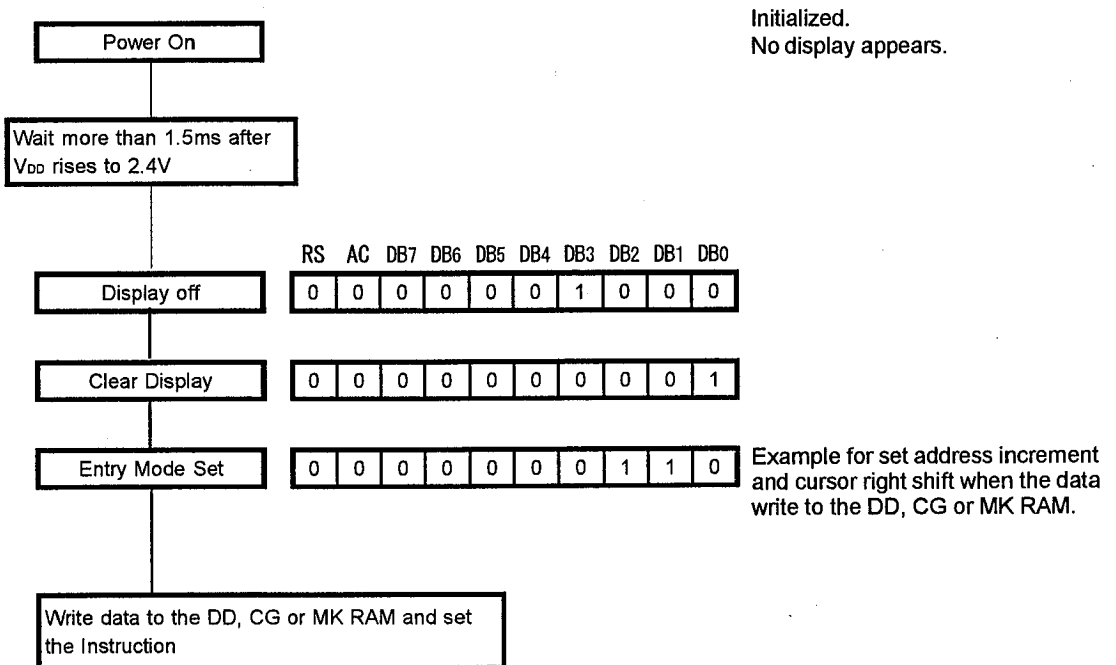 Initialized.
Power On
No display appears.
Wait more than 1.5ms after
VDD rises to 2.4V
RS AC DB7 DB6 DB5 DB4 DB3 DB2 DB1 DB0
Display off 0 0 0 0 0 0 1 0 0 0
Clear Display 0 0 0 0 0 0 0 0 0 1
Entry Mode Set 0 0 0 0 0 0 0 1 1 0
Example for set address increment
and cursor right shift when the data
write to the DD, CG or MK RAM.
Write data to the DD, CG or MK RAM and set
the Instruction